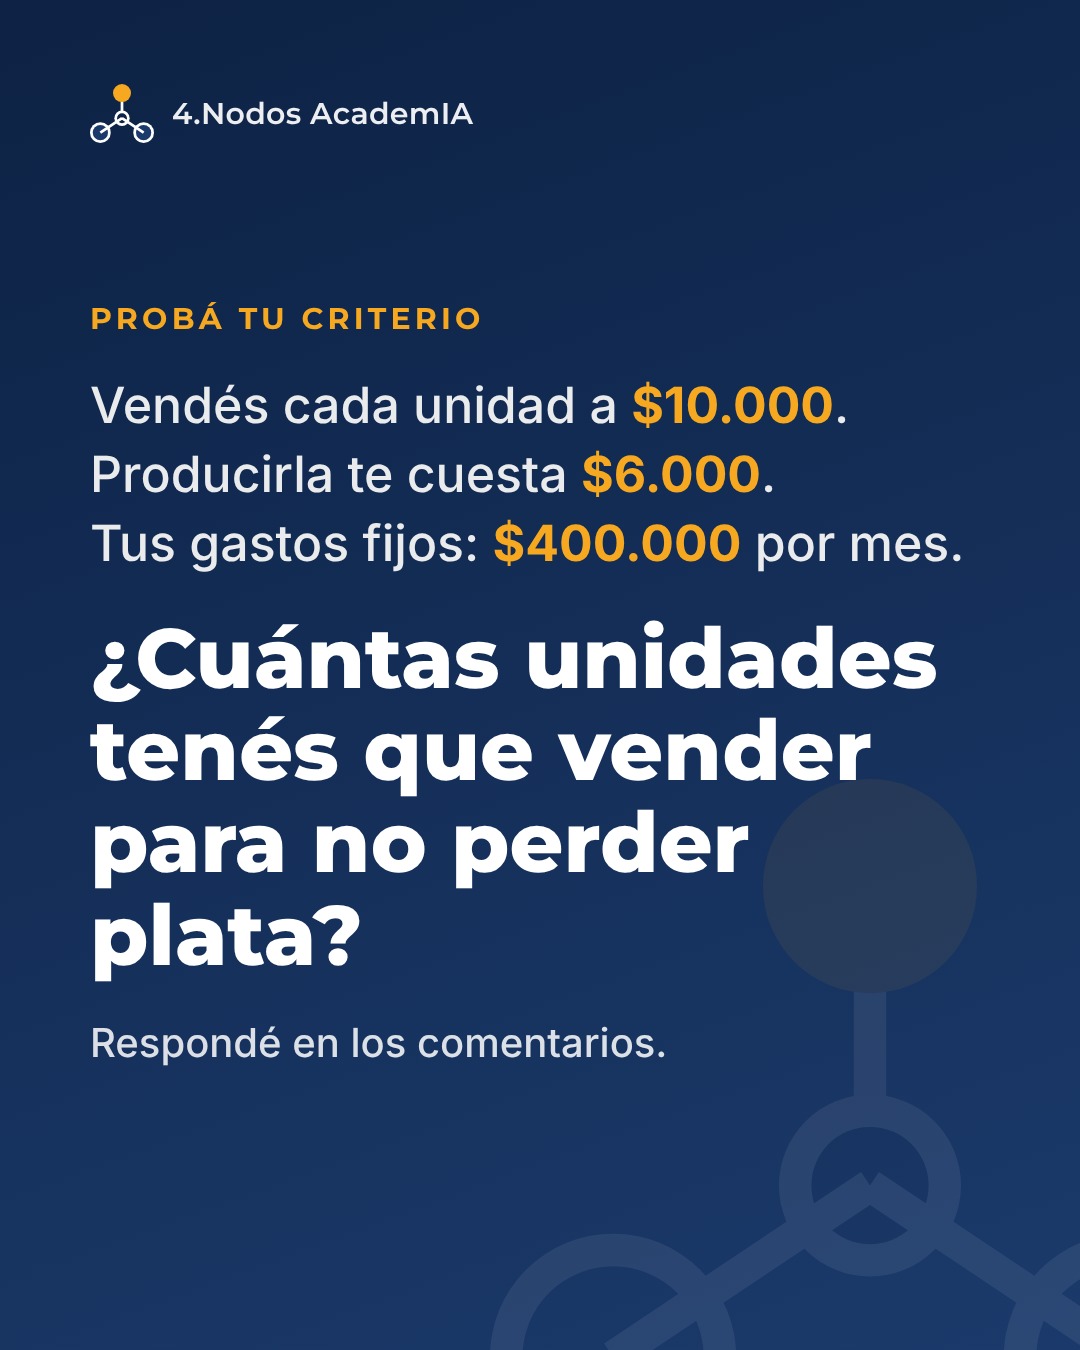 4.Nodos AcademIA
PROBÁ TU CRITERIO
Vendés cada unidad a $10.000.
Producirla te cuesta $6.000.
Tus gastos fijos: $400.000 por mes.
¿Cuántas unidades
tenés que vender
para no perder
plata?
Respondé en los comentarios.